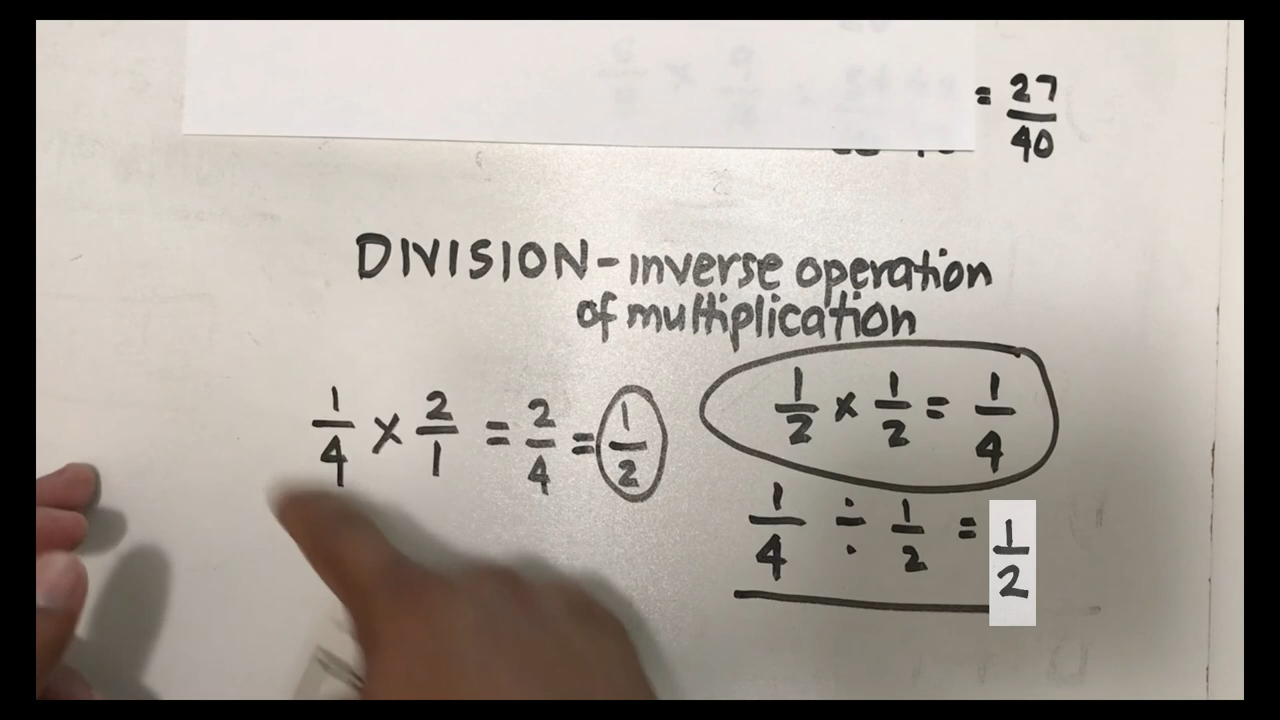 = 27/40
DIVISION - inverse operation
of multiplication
1/2 x 1/2 = 1/4
1/4 x 2/1 = 2/4 = 1/2
1/4 ÷ 1/2 = 1/2